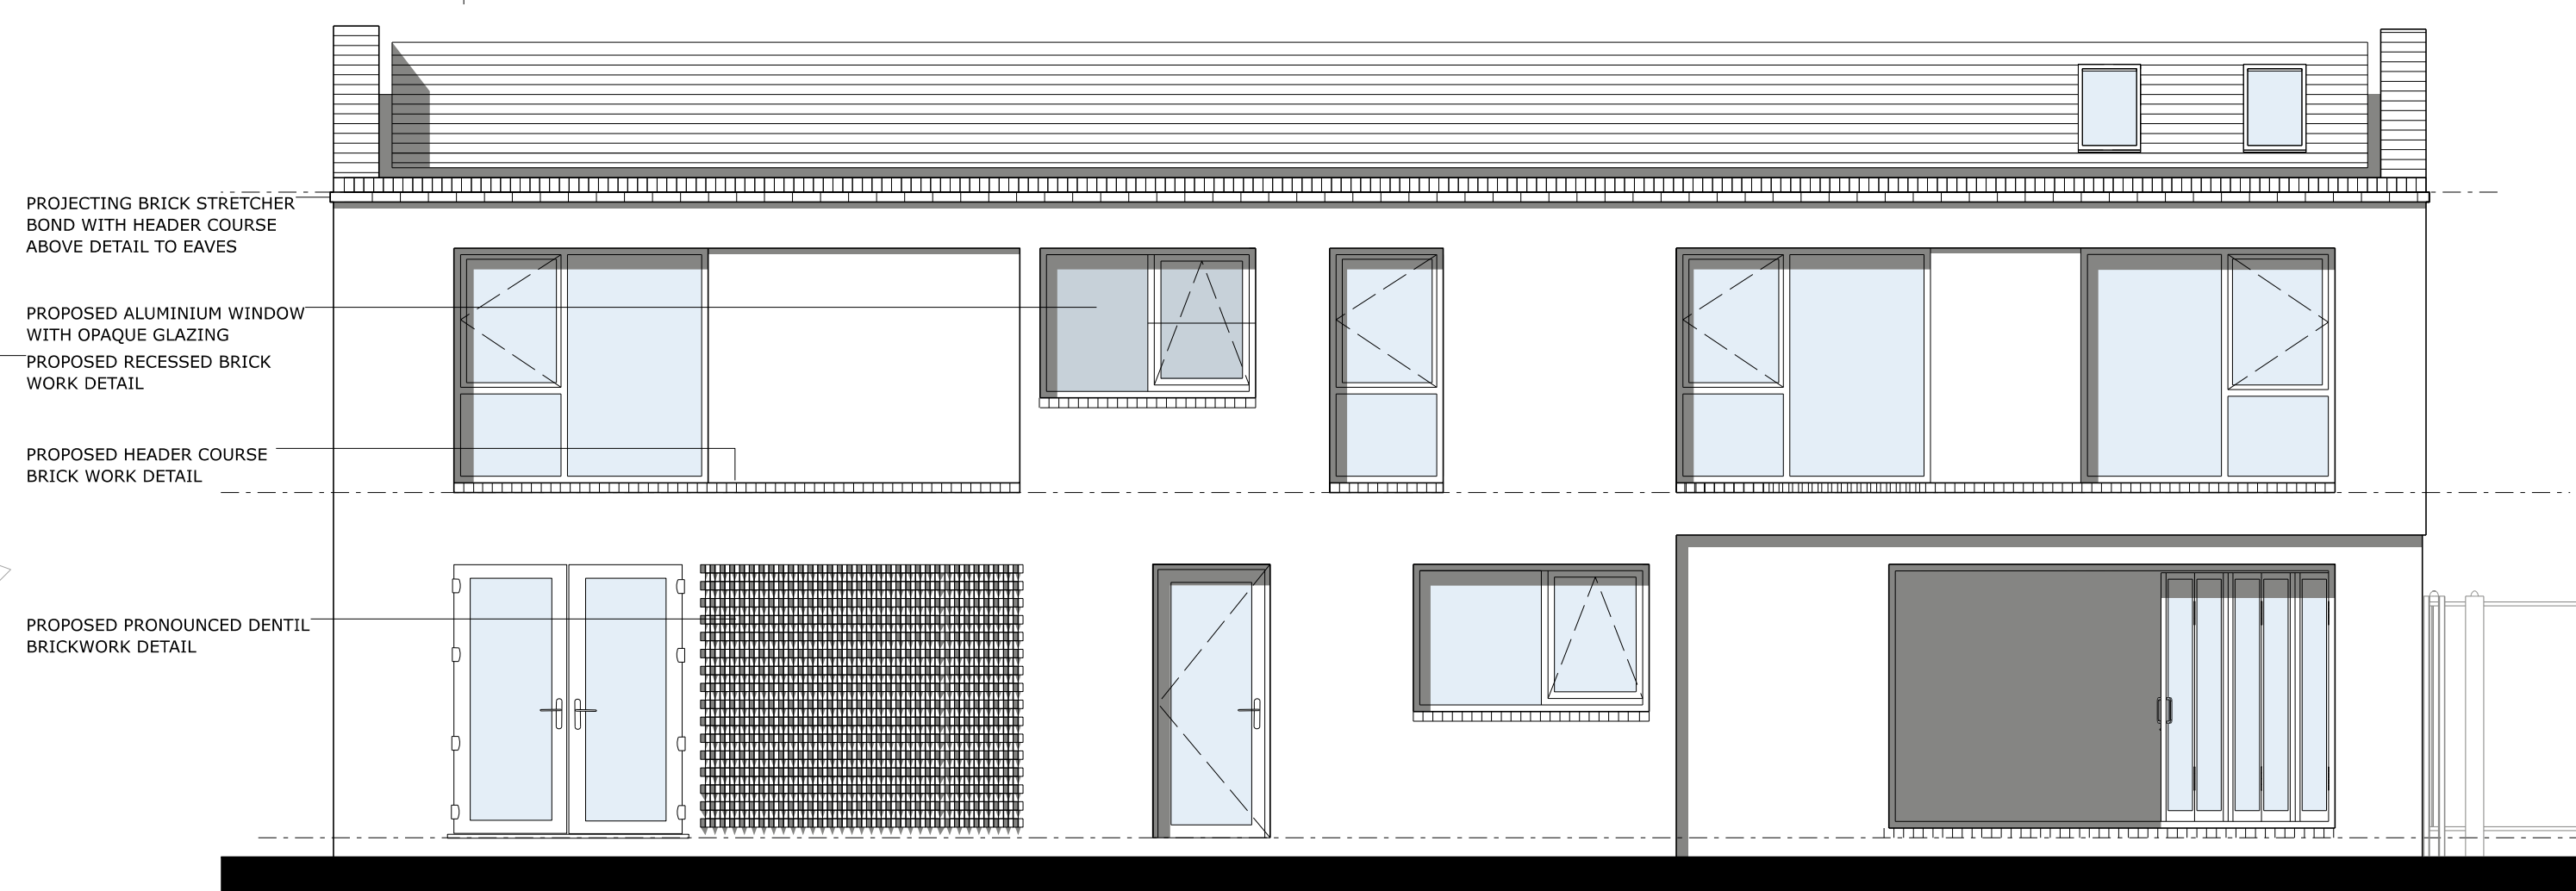 PROJECTING BRICK STRETCHER
BOND WITH HEADER COURSE
ABOVE DETAIL TO EAVES
PROPOSED ALUMINIUM WINDOW
WITH OPAQUE GLAZING
PROPOSED RECESSED BRICK
WORK DETAIL
PROPOSED HEADER COURSE
BRICK WORK DETAIL
PROPOSED PRONOUNCED DENTIL
BRICKWORK DETAIL